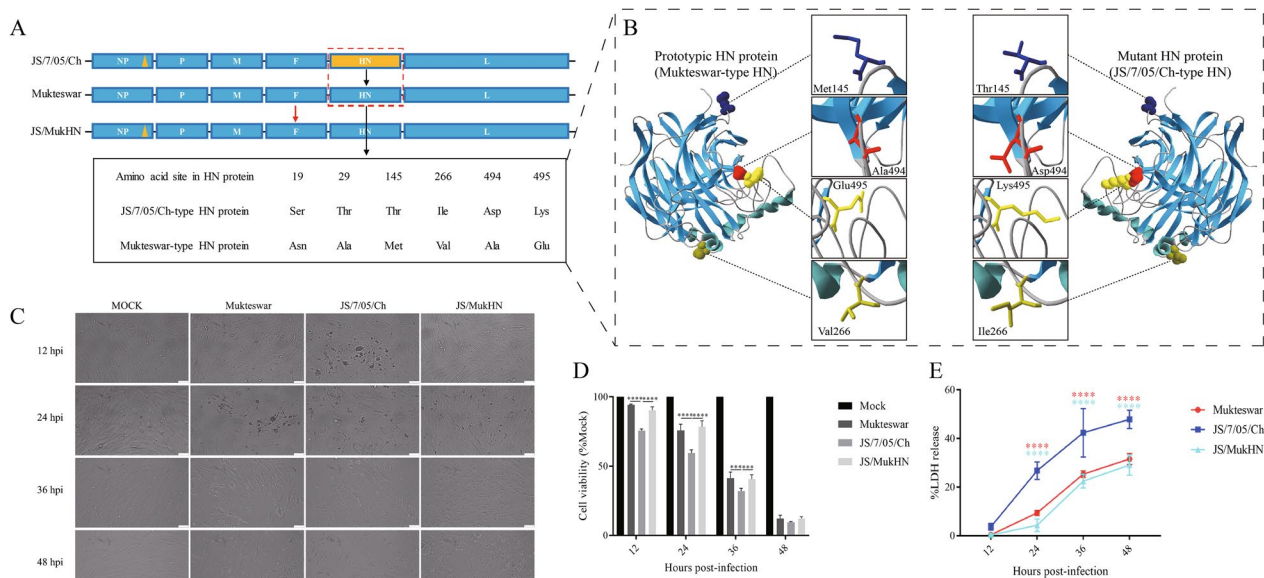 A
JS/7/05/Ch
NP P M F HN L
Mukteswar
NP P M F HN L
JS/MukHN
NP P M F HN L
Amino acid site in HN protein 19 29 145 266 494 495
JS/7/05/Ch-type HN protein Ser Thr Thr Ile Asp Lys
Mukteswar-type HN protein Asn Ala Met Val Ala Glu
B
Prototypic HN protein
(Mukteswar-type HN)
Met145
Ala494
Glu495
Val266
Thr145
Asp494
Lys495
Ile266
Mutant HN protein
(JS/7/05/Ch-type HN)
C
MOCK Mukteswar JS/7/05/Ch JS/MukHN
12 hpi
24 hpi
36 hpi
48 hpi
D
Cell viability (%Mock)
100
50
0
**** ****
**** ****
12 24 36 48
Hours post-infection
Mock
Mukteswar
JS/7/05/Ch
JS/MukHN
E
%LDH release
60
40
20
0
****
****
****
****
****
****
12 24 36 48
Hours post-infection
Mukteswar
JS/7/05/Ch
JS/MukHN